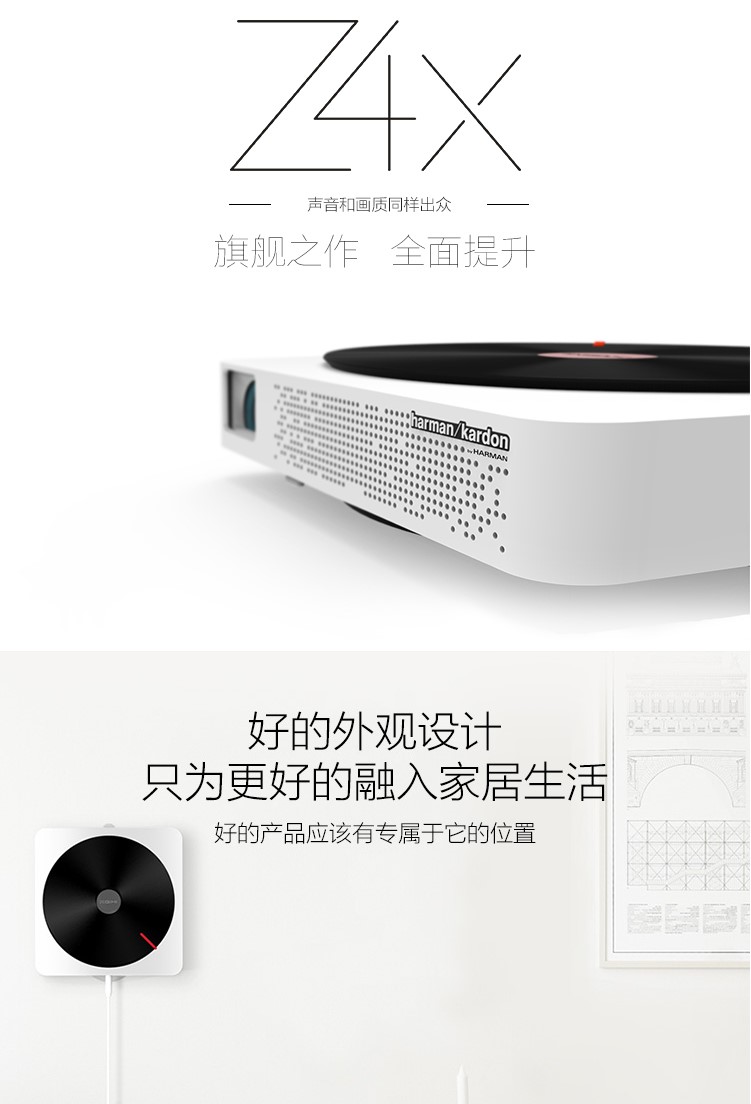 Z4X
声音和画质同样出众
旗舰之作 全面提升
harman/kardon
by HARMAN
好的外观设计
只为更好的融入家居生活
好的产品应该有专属于它的位置